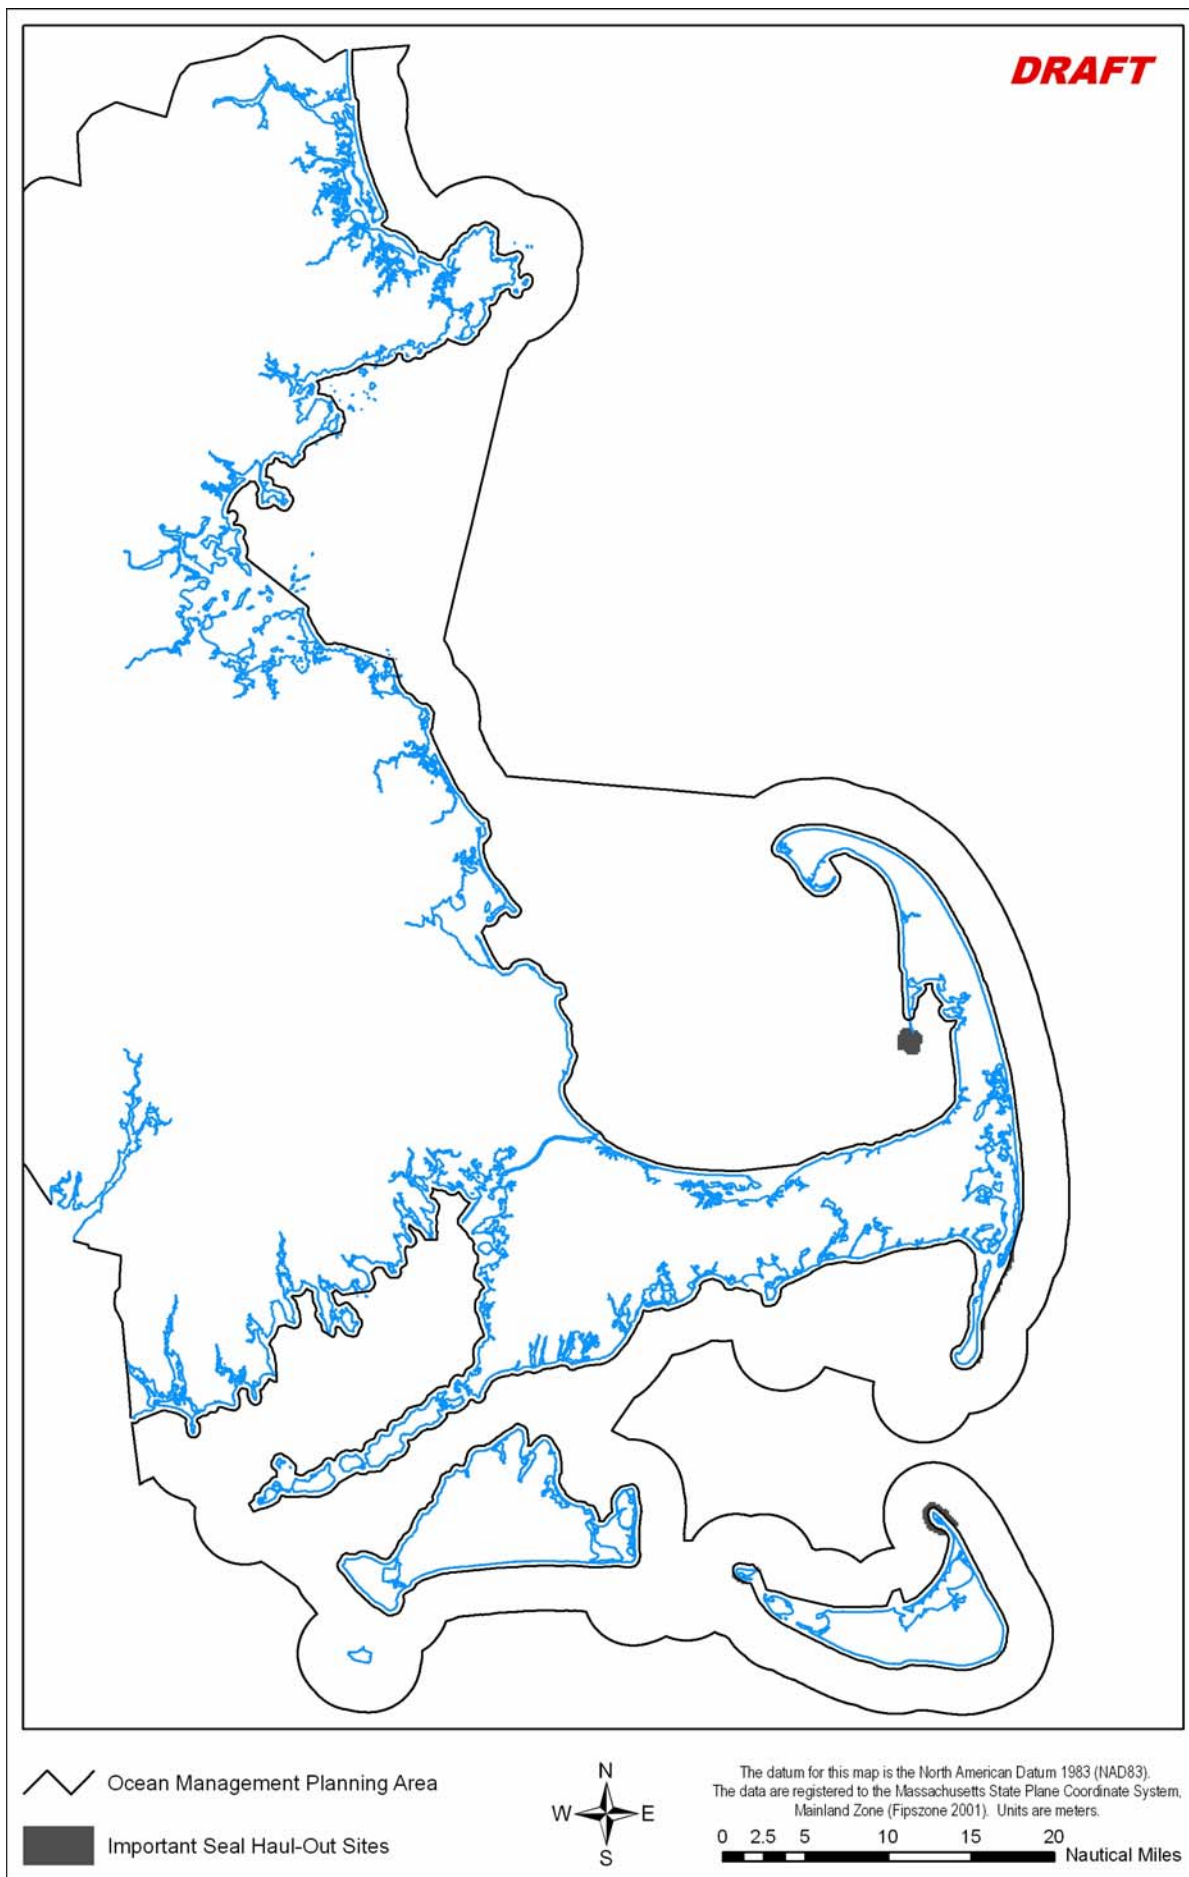 DRAFT
Ocean Management Planning Area
Important Seal Haul-Out Sites
N
W E
S
The datum for this map is the North American Datum 1983 (NAD83).
The data are registered to the Massachusetts State Plane Coordinate System,
Mainland Zone (Fipszone 2001). Units are meters.
0 2.5 5 10 15 20
Nautical Miles